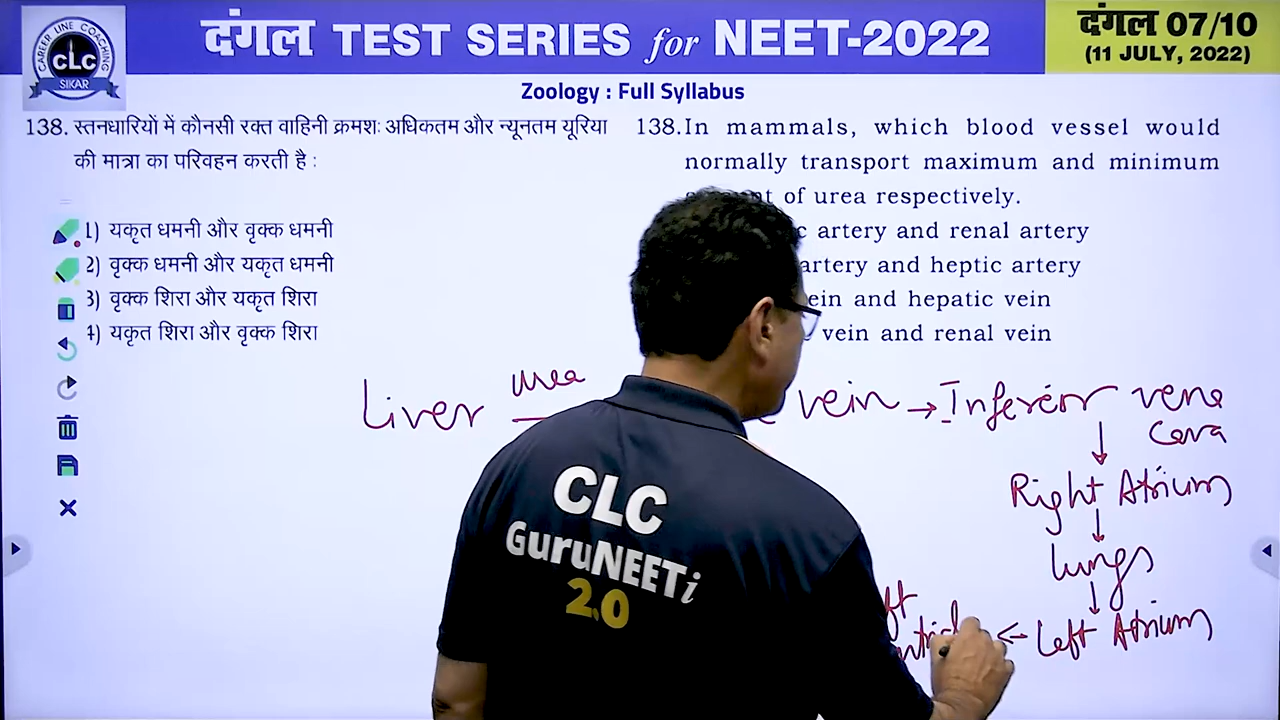 दंगल TEST SERIES for NEET-2022
दंगल 07/10
(11 JULY, 2022)
CAREER LINE COACHING
CLC
SIKAR
Zoology : Full Syllabus
138. स्तनधारियों में कौनसी रक्त वाहिनी क्रमशः अधिकतम और न्यूनतम यूरिया
की मात्रा का परिवहन करती है :
1) यकृत धमनी और वृक्क धमनी
2) वृक्क धमनी और यकृत धमनी
3) वृक्क शिरा और यकृत शिरा
4) यकृत शिरा और वृक्क शिरा
138. In mammals, which blood vessel would
normally transport maximum and minimum
of urea respectively.
artery and renal artery
artery and heptic artery
and hepatic vein
vein and renal vein
Liver urea vein → Inferior vena
Cava
Right Atrium
Lungs
Left Atrium
CLC
GuruNEETi
2.0